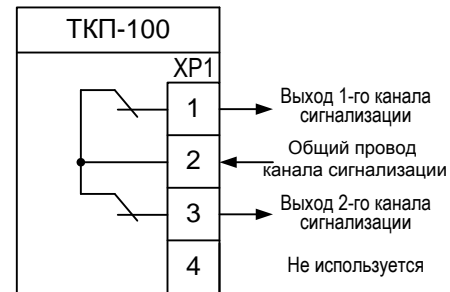 ТКП-100
XP1
1
Выход 1-го канала
сигнализации
2
Общий провод
канала сигнализации
3
Выход 2-го канала
сигнализации
4
Не используется